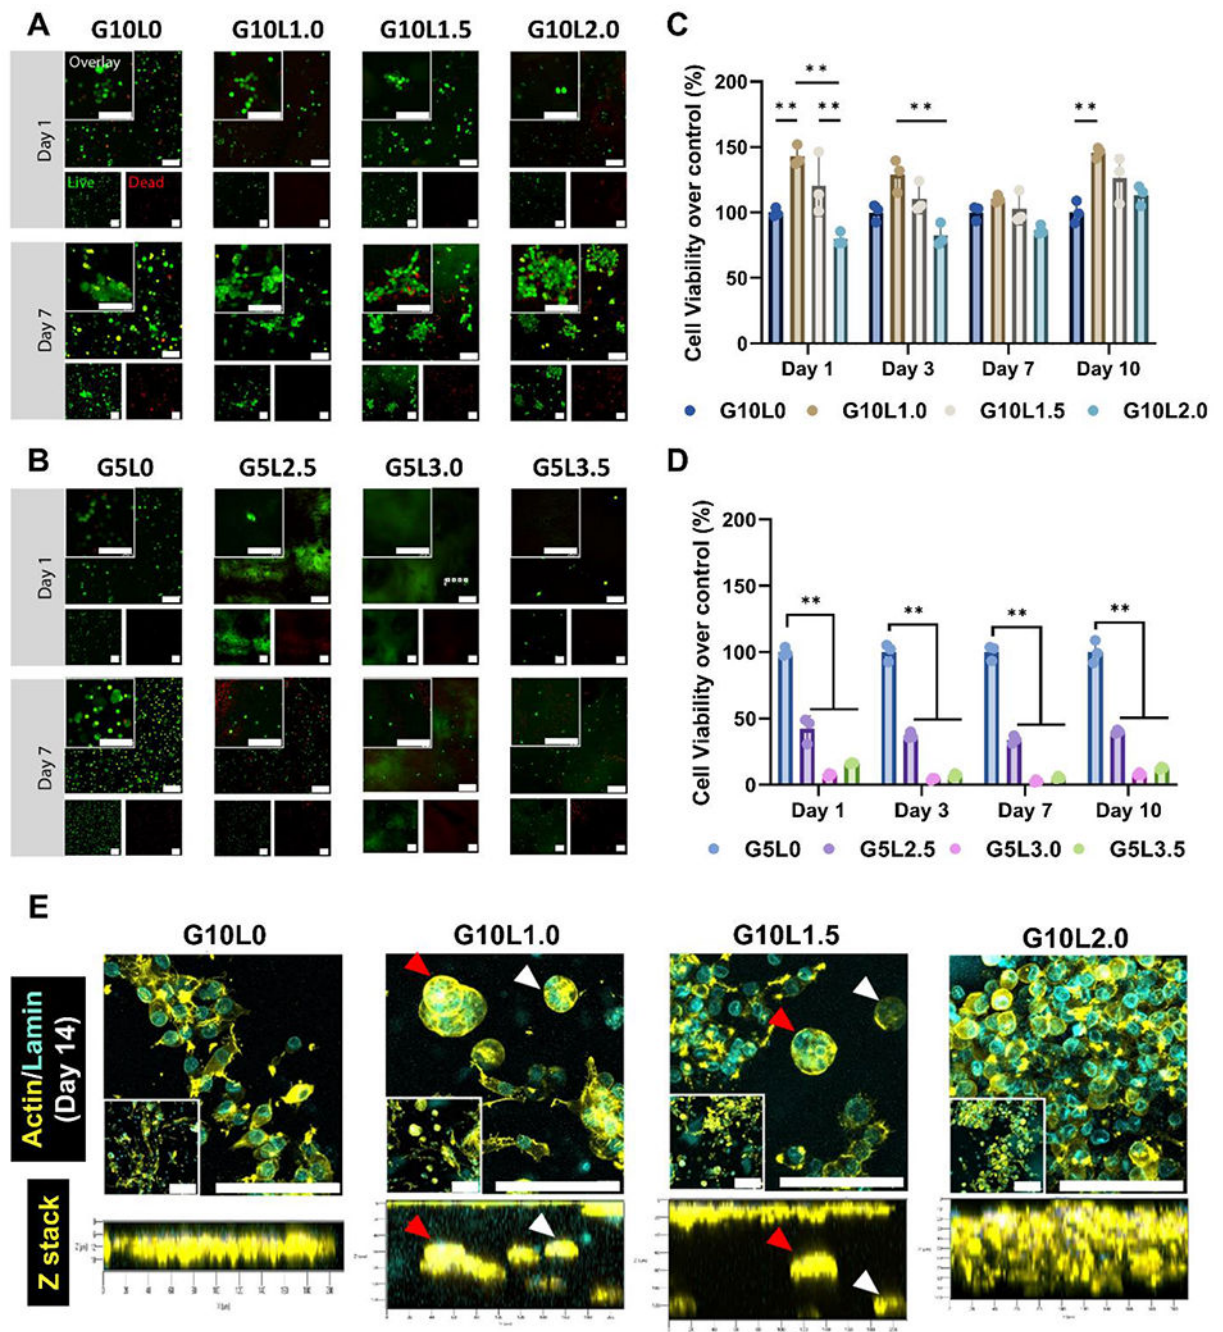 A
G10L0
G10L1.0
G10L1.5
G10L2.0
Day 1
Overlay
Live
Dead
Day 7
B
G5L0
G5L2.5
G5L3.0
G5L3.5
Day 1
Day 7
C
Cell Viability over control (%)
200
150
100
50
0
** ** **
**
**
Day 1 Day 3 Day 7 Day 10
G10L0 G10L1.0 G10L1.5 G10L2.0
D
Cell Viability over control (%)
200
150
100
50
0
** ** ** **
Day 1 Day 3 Day 7 Day 10
G5L0 G5L2.5 G5L3.0 G5L3.5
E
G10L0
G10L1.0
G10L1.5
G10L2.0
Actin/Lamin
(Day 14)
Z stack